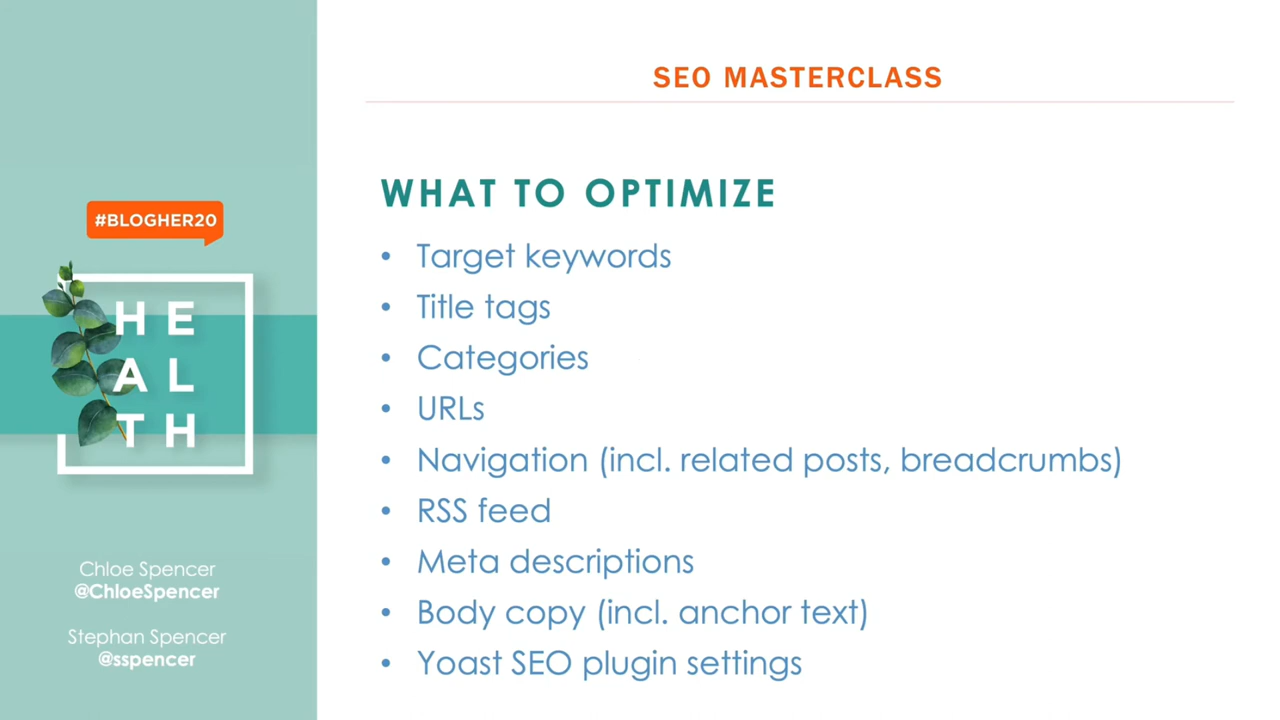 SEO MASTERCLASS
WHAT TO OPTIMIZE
• Target keywords
• Title tags
• Categories
• URLs
• Navigation (incl. related posts, breadcrumbs)
• RSS feed
• Meta descriptions
• Body copy (incl. anchor text)
• Yoast SEO plugin settings
#BLOGHER20
H E
A L
T H
Chloe Spencer
@ChloeSpencer
Stephan Spencer
@sspencer